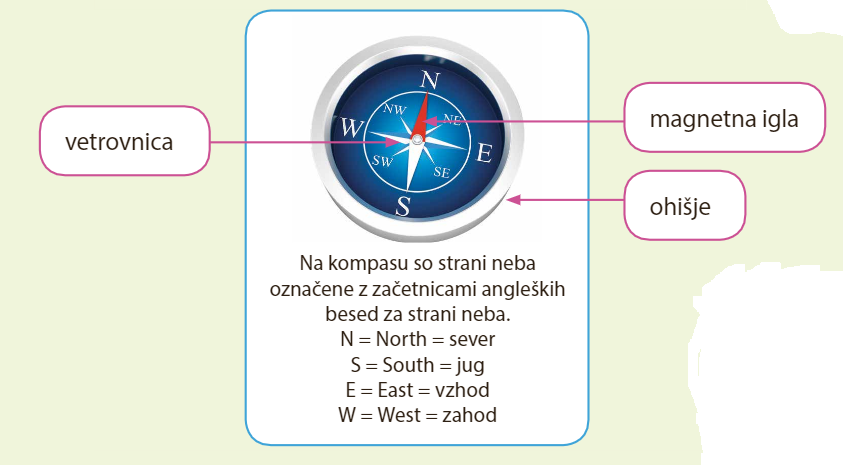 vetrovnica
magnetna igla
ohišje
N
NW
NE
W
E
SW
SE
S
Na kompasu so strani neba
označene z začetnicami angleških
besed za strani neba.
N = North = sever
S = South = jug
E = East = vzhod
W = West = zahod